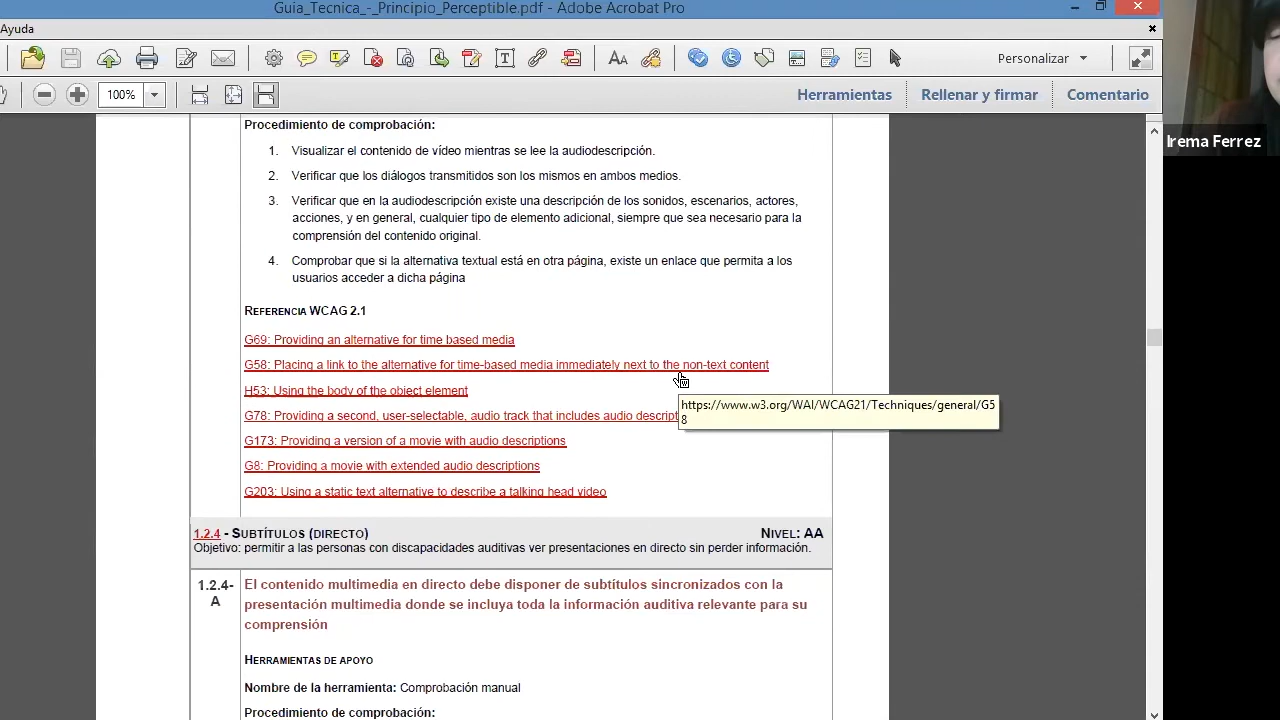 Guia_Tecnica_-_Principio_Perceptible.pdf - Adobe Acrobat Pro
Ayuda
Personalizar
100%
Herramientas
Rellenar y firmar
Comentario
Irema Ferrez
Procedimiento de comprobación:
1. Visualizar el contenido de vídeo mientras se lee la audiodescripción.
2. Verificar que los diálogos transmitidos son los mismos en ambos medios.
3. Verificar que en la audiodescripción existe una descripción de los sonidos, escenarios, actores,
acciones, y en general, cualquier tipo de elemento adicional, siempre que sea necesario para la
comprensión del contenido original.
4. Comprobar que si la alternativa textual está en otra página, existe un enlace que permita a los
usuarios acceder a dicha página
REFERENCIA WCAG 2.1
G69: Providing an alternative for time based media
G58: Placing a link to the alternative for time-based media immediately next to the non-text content
H53: Using the body of the object element
https://www.w3.org/WAI/WCAG21/Techniques/general/G5
8
G78: Providing a second, user-selectable, audio track that includes audio descript
G173: Providing a version of a movie with audio descriptions
G8: Providing a movie with extended audio descriptions
G203: Using a static text alternative to describe a talking head video
1.2.4 - SUBTÍTULOS (DIRECTO) NIVEL: AA
Objetivo: permitir a las personas con discapacidades auditivas ver presentaciones en directo sin perder información.
1.2.4-
A
El contenido multimedia en directo debe disponer de subtítulos sincronizados con la
presentación multimedia donde se incluya toda la información auditiva relevante para su
comprensión
HERRAMIENTAS DE APOYO
Nombre de la herramienta: Comprobación manual
Procedimiento de comprobación: